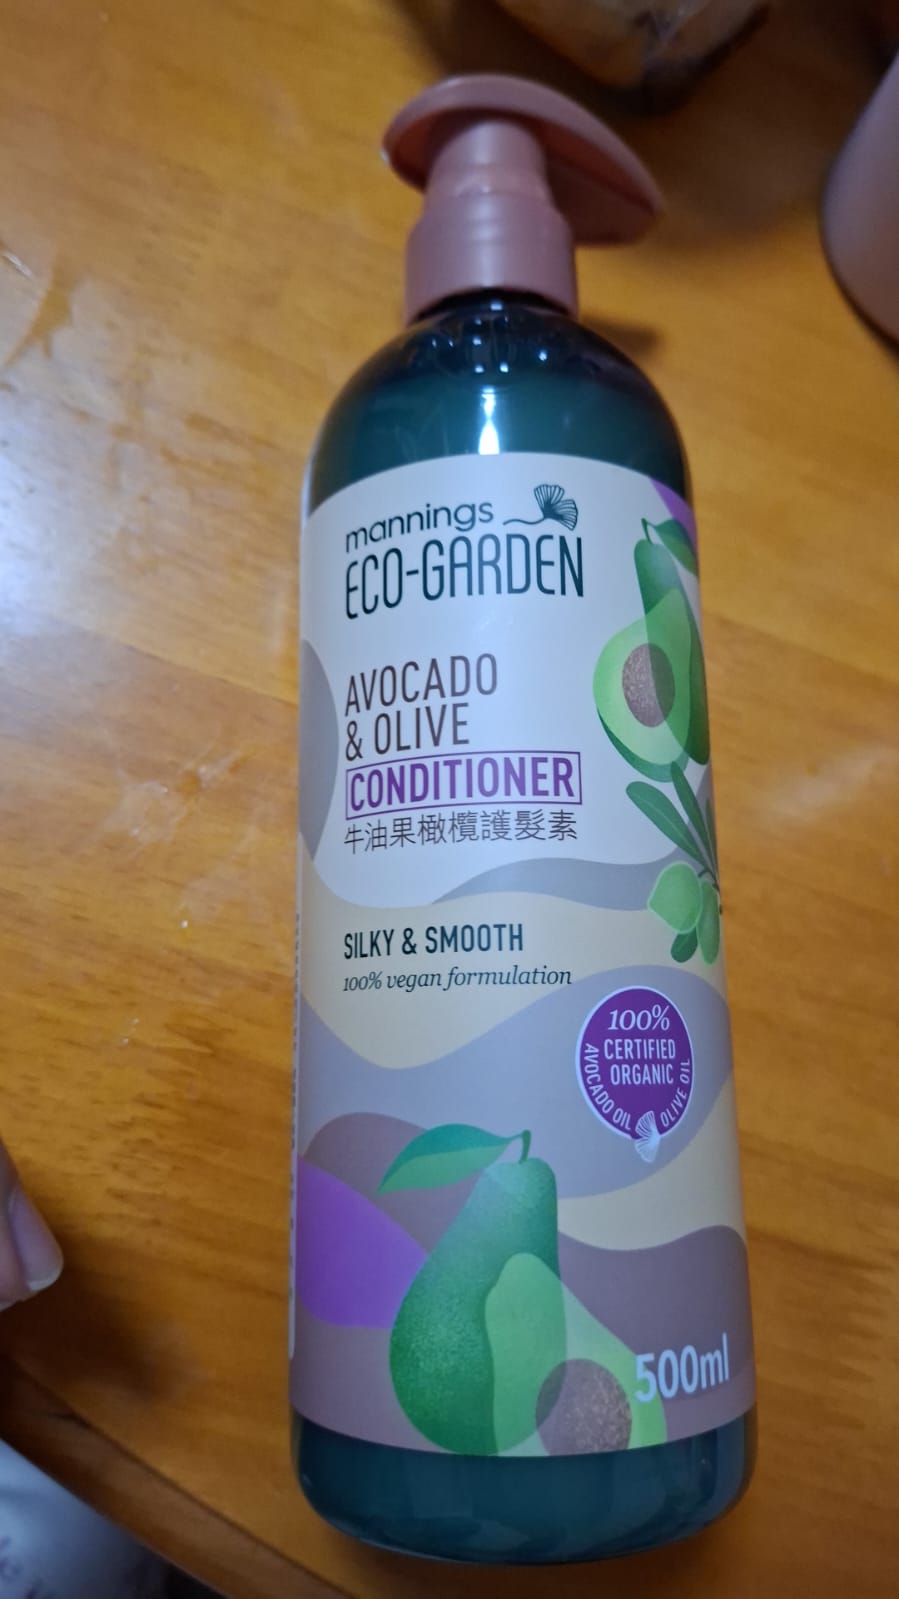 mannings
ECO-GARDEN
AVOCADO
& OLIVE
CONDITIONER
牛油果橄欖護髮素
SILKY & SMOOTH
100% vegan formulation
100%
CERTIFIED
ORGANIC
AVOCADO OIL
OLIVE OIL
500ml